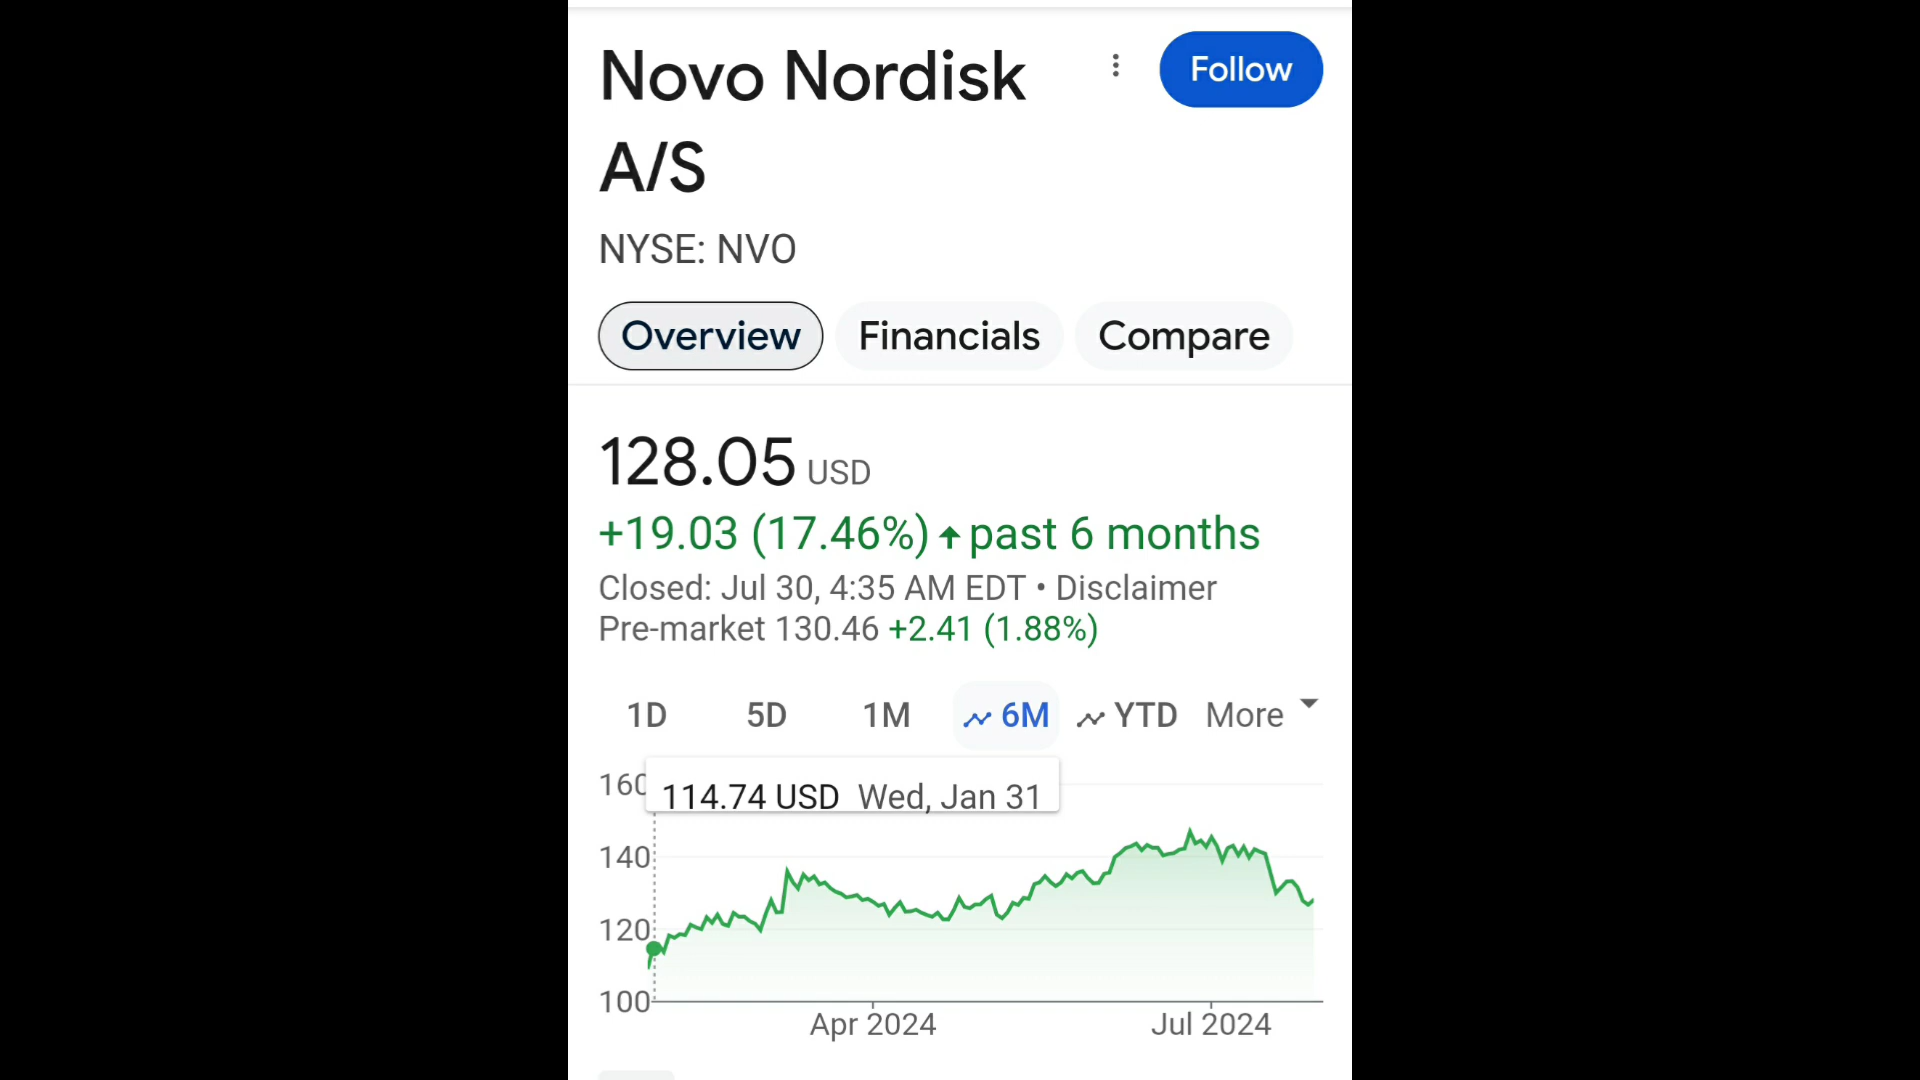 Novo Nordisk
A/S
Follow
NYSE: NVO
Overview Financials Compare
128.05 USD
+19.03 (17.46%) past 6 months
Closed: Jul 30, 4:35 AM EDT • Disclaimer
Pre-market 130.46 +2.41 (1.88%)
1D 5D 1M 6M YTD More
160
114.74 USD Wed, Jan 31
140
120
100
Apr 2024 Jul 2024